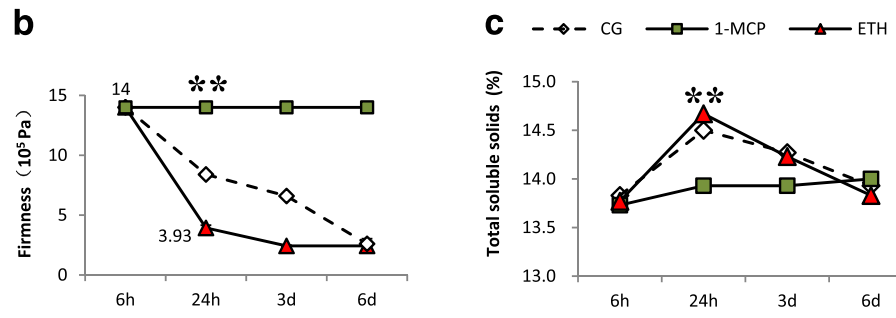 b
14
**
15
10
5
0
3.93
Firmness（10⁵ Pa）
6h 24h 3d 6d
c
CG 1-MCP ETH
Total soluble solids (%)
**
15.0
14.5
14.0
13.5
13.0
6h 24h 3d 6d